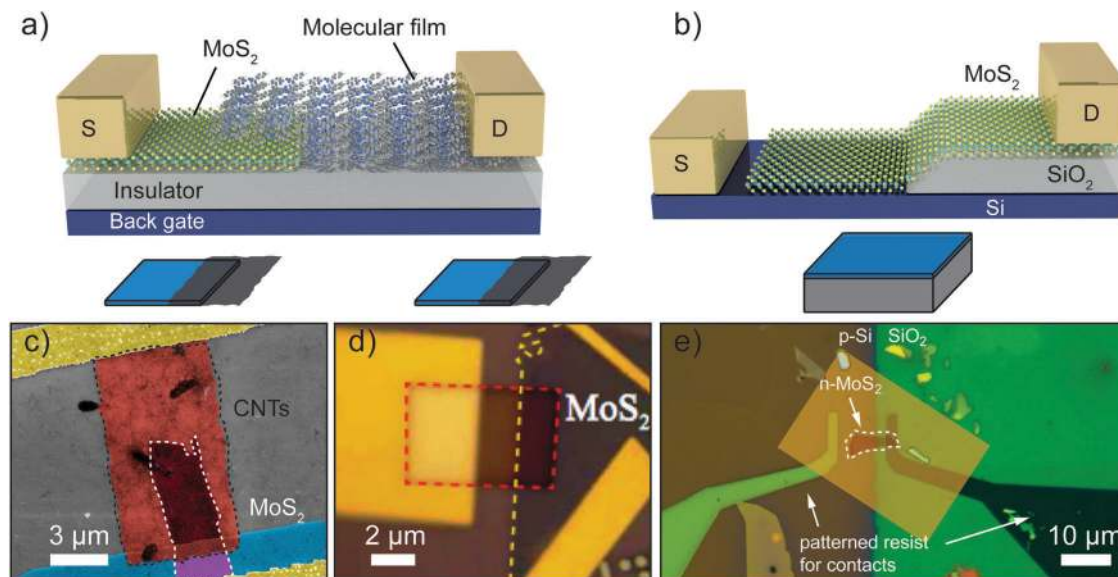 a)
Molecular film
MoS₂
S
D
Insulator
Back gate
b)
MoS₂
S
D
SiO₂
Si
c)
CNTs
MoS₂
3 μm
d)
MoS₂
2 μm
e)
p-Si
SiO₂
n-MoS₂
patterned resist
for contacts
10 μm